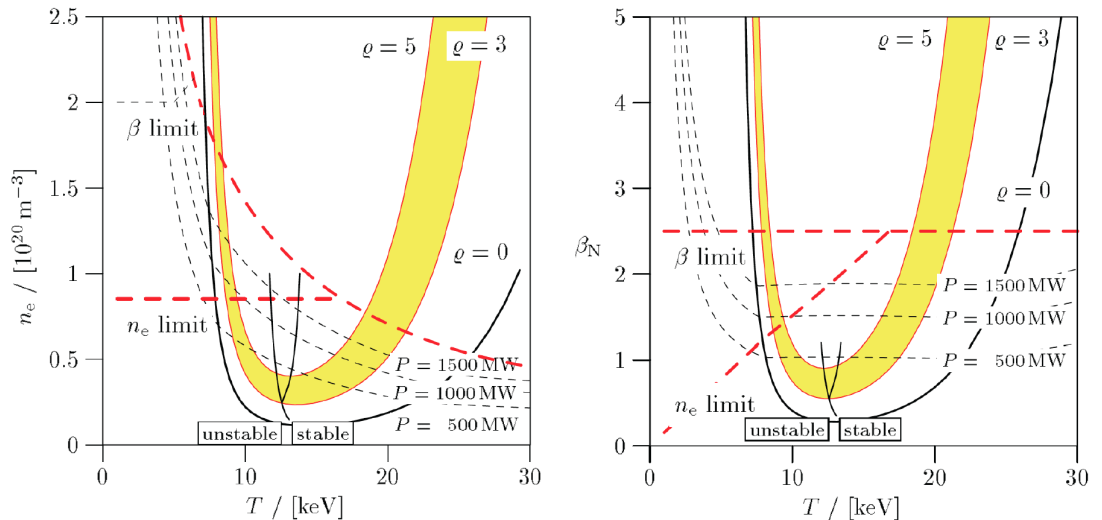 2.5
2
1.5
1
0.5
0
n_e / [10^20 m^−3]
0
10
20
30
T / [keV]
ϱ = 5
ϱ = 3
ϱ = 0
β limit
n_e limit
P = 1500 MW
P = 1000 MW
P = 500 MW
unstable
stable
5
4
3
2
1
0
β_N
0
10
20
30
T / [keV]
ϱ = 5
ϱ = 3
ϱ = 0
β limit
P = 1500 MW
P = 1000 MW
P = 500 MW
n_e limit
unstable
stable